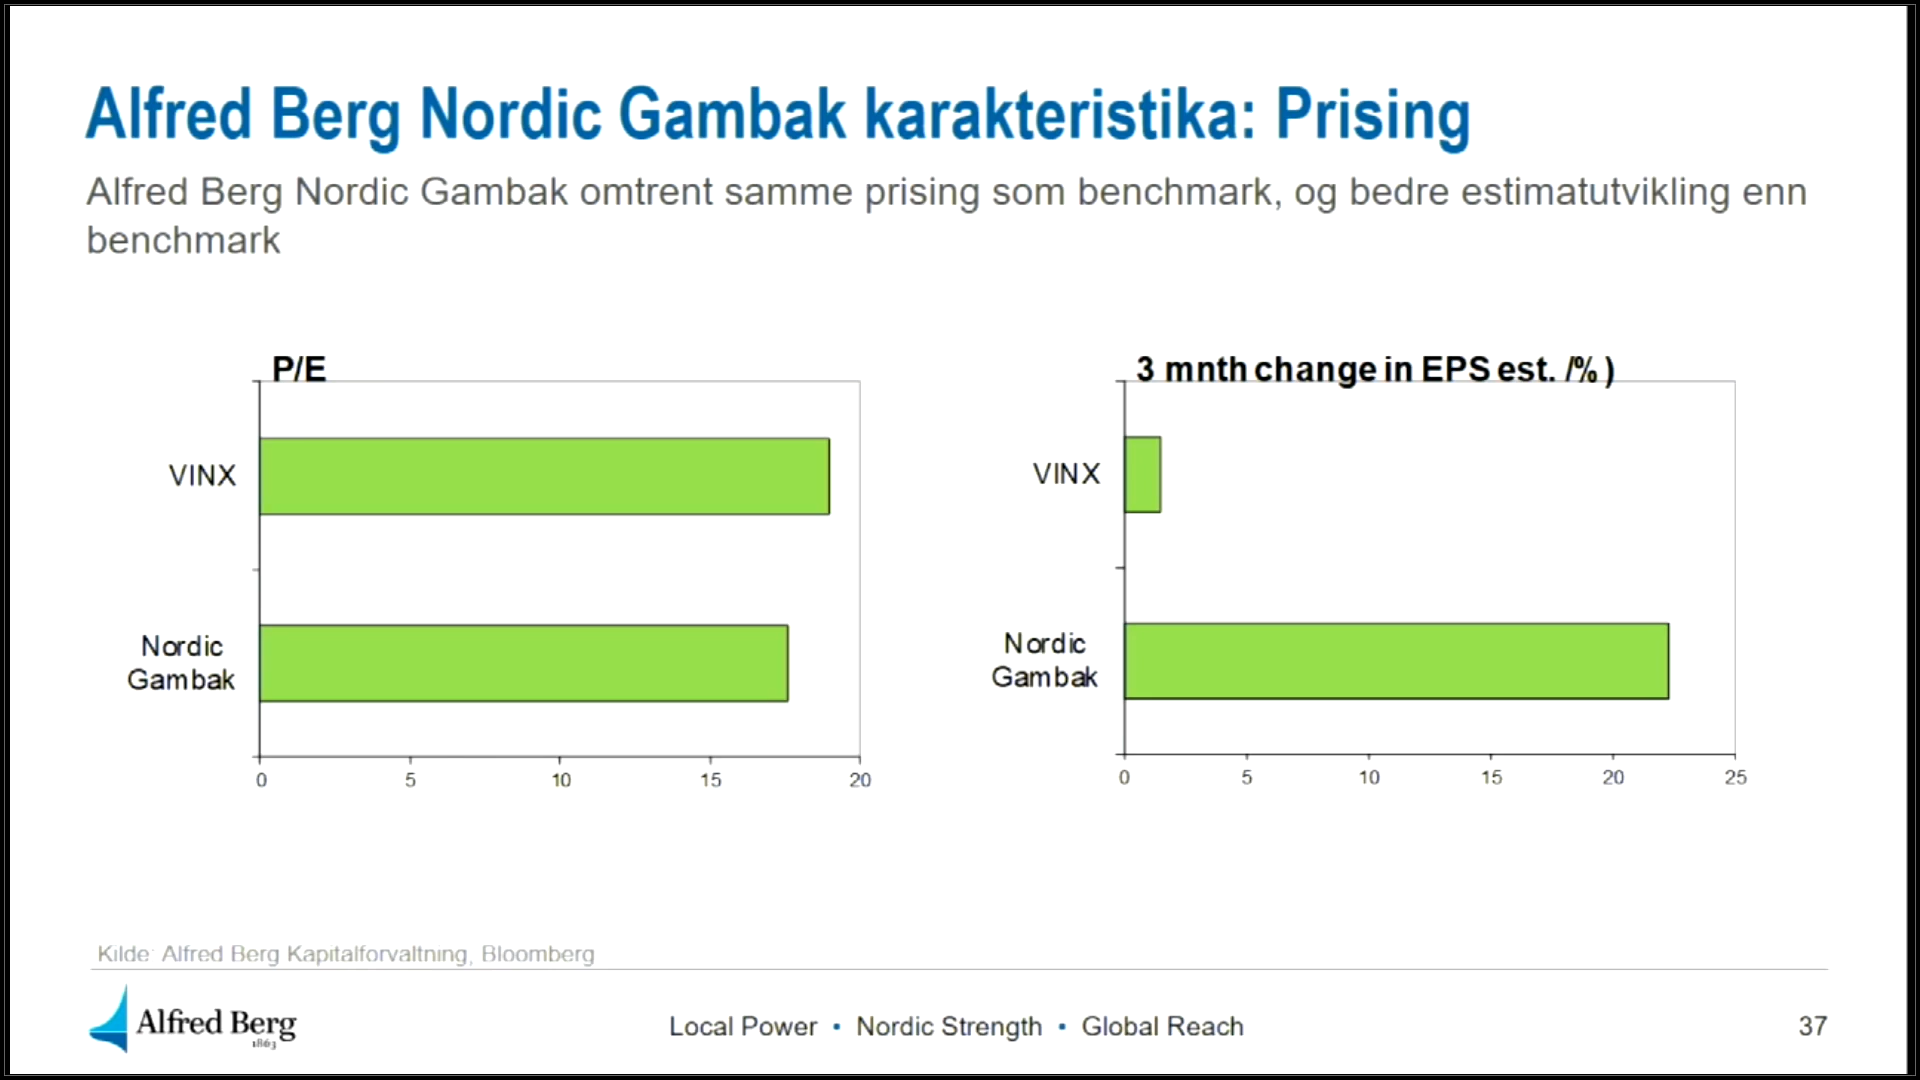 Alfred Berg Nordic Gambak karakteristika: Prising
Alfred Berg Nordic Gambak omtrent samme prising som benchmark, og bedre estimatutvikling enn
benchmark
P/E
VINX
Nordic
Gambak
0 5 10 15 20
3 mnth change in EPS est. /% )
VINX
Nordic
Gambak
0 5 10 15 20 25
Kilde: Alfred Berg Kapitalforvaltning, Bloomberg
Alfred Berg
1863
Local Power • Nordic Strength • Global Reach
37